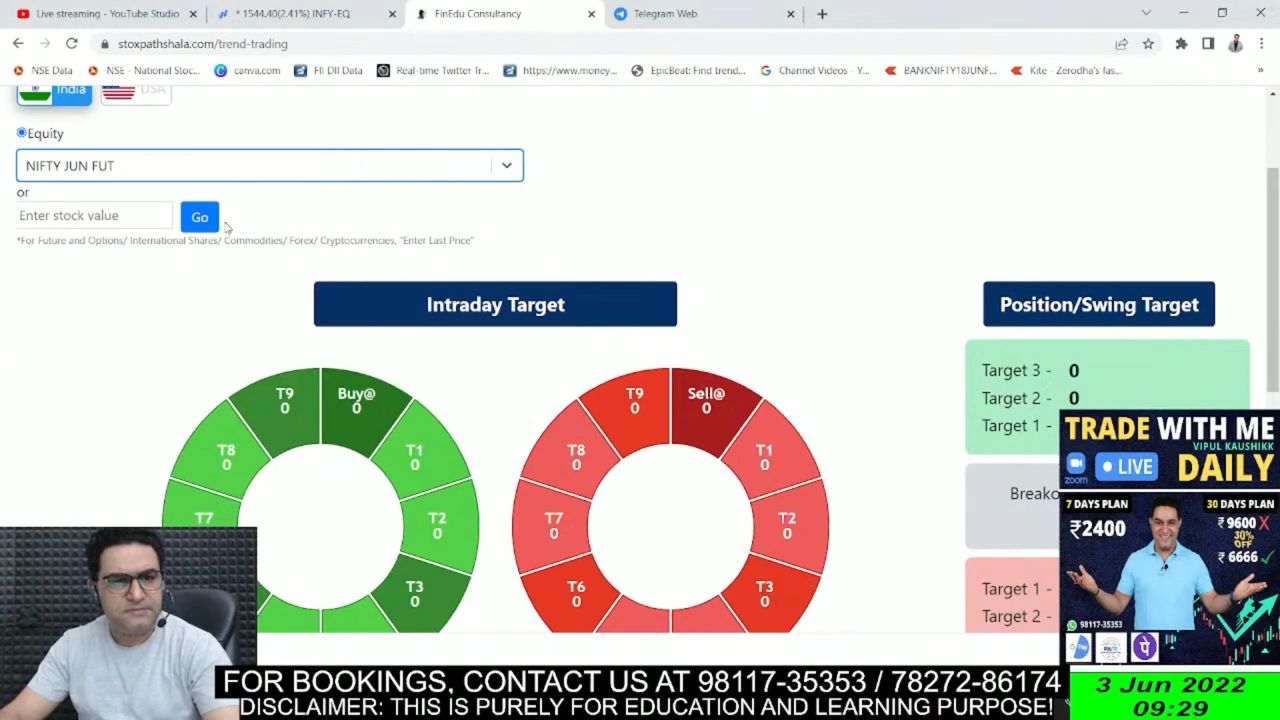 Live streaming - YouTube Studio
* 1544.40(2.41%) INFY-EQ
FinEdu Consultancy
Telegram Web
stoxpathshala.com/trend-trading
NSE Data
NSE - National Stoc...
canva.com
FII DII Data
Real-time Twitter Tr...
https://www.money...
EpicBeat: Find trend...
Channel Videos - Y...
BANKNIFTY18JUNF...
Kite - Zerodha's fas...
India
USA
Equity
NIFTY JUN FUT
or
Enter stock value
Go
*For Future and Options/ International Shares/ Commodities/ Forex/ Cryptocurrencies, "Enter Last Price"
Intraday Target
Position/Swing Target
T9
0
Buy@
0
T8
0
T1
0
T7
T2
0
T3
0
T9
0
Sell@
0
T8
0
T1
0
T7
0
T2
0
T6
0
T3
0
Target 3 - 0
Target 2 - 0
Target 1 -
Breako
Target 1 -
Target 2 -
TRADE WITH ME
VIPUL KAUSHIKK
zoom
LIVE
DAILY
7 DAYS PLAN
₹2400
30 DAYS PLAN
₹ 9600 X
30%
OFF
₹ 6666 ✓
98117-35353
FOR BOOKINGS, CONTACT US AT 98117-35353 / 78272-86174
DISCLAIMER: THIS IS PURELY FOR EDUCATION AND LEARNING PURPOSE!
3 Jun 2022
09:29